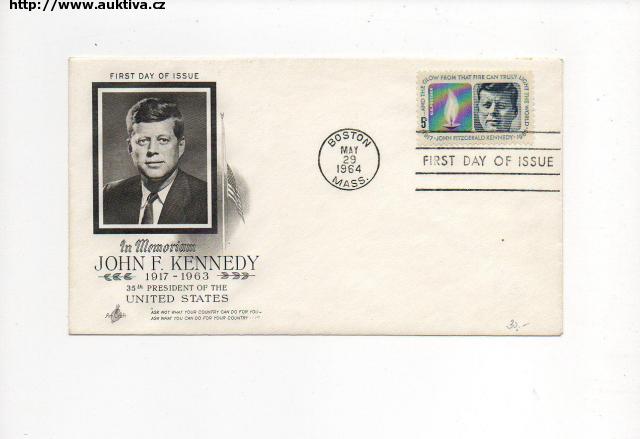 http://www.auktiva.cz
FIRST DAY OF ISSUE
In Memoriam
JOHN F. KENNEDY
1917 - 1963
35th PRESIDENT OF THE
UNITED STATES
"ASK NOT WHAT YOUR COUNTRY CAN DO FOR YOU–
ASK WHAT YOU CAN DO FOR YOUR COUNTRY . . ."
BOSTON
MAY
29
1964
MASS.
...AND THE GLOW FROM THAT FIRE CAN TRULY LIGHT THE WORLD
5
JOHN FITZGERALD KENNEDY
FIRST DAY OF ISSUE
30,-